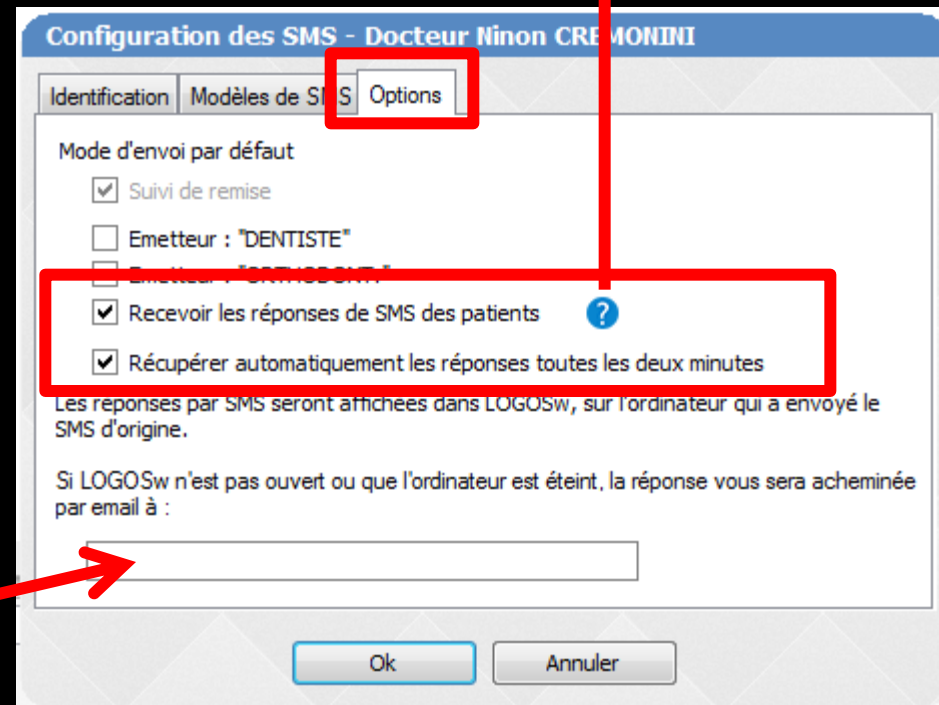 Configuration des SMS - Docteur Ninon CREMONINI
Identification Modèles de SMS Options
Mode d'envoi par défaut
Suivi de remise
Emetteur : "DENTISTE"
Emetteur : "ORTHODONT."
Recevoir les réponses de SMS des patients ?
Récupérer automatiquement les réponses toutes les deux minutes
Les réponses par SMS seront affichées dans LOGOSw, sur l'ordinateur qui a envoyé le
SMS d'origine.
Si LOGOSw n'est pas ouvert ou que l'ordinateur est éteint, la réponse vous sera acheminée
par email à :
Ok Annuler